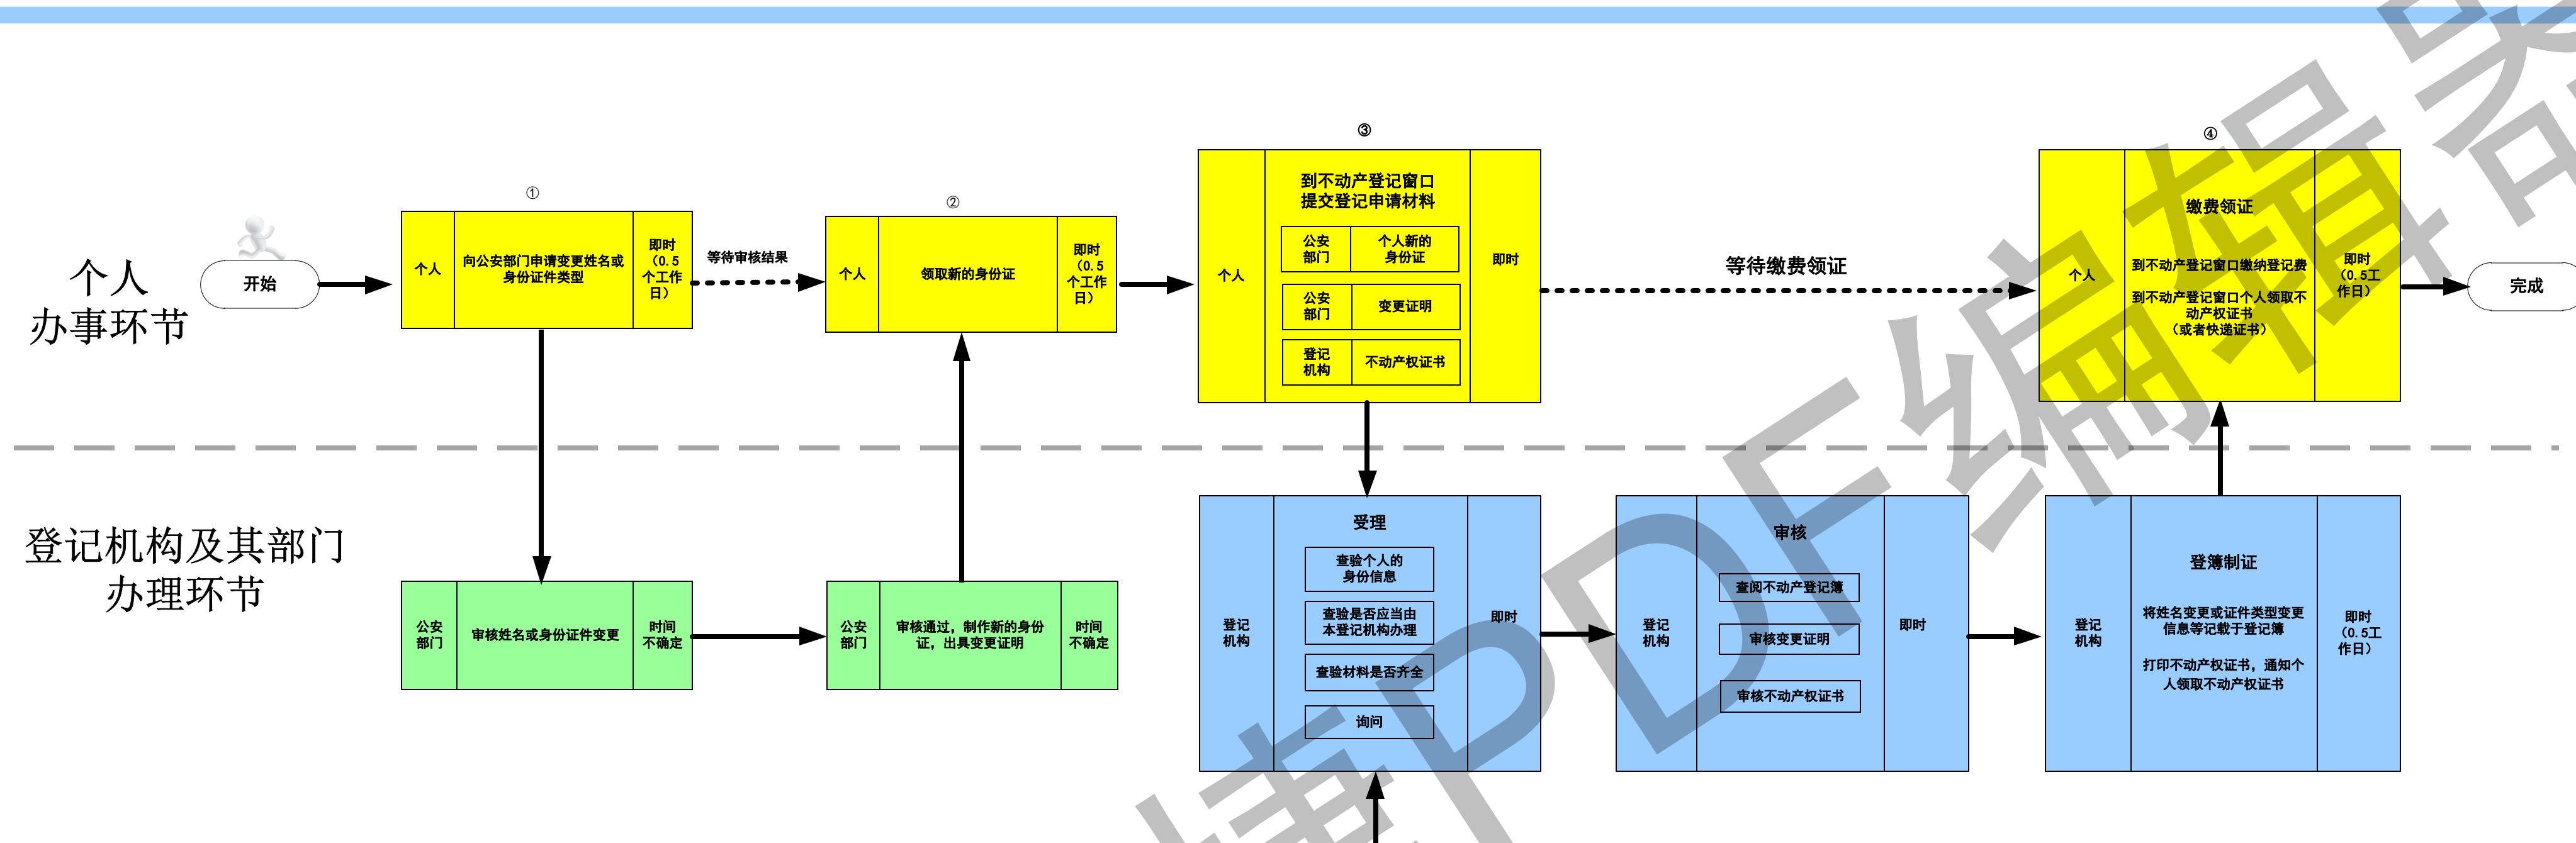 个人
办事环节
开始
①
个人
向公安部门申请变更姓名或
身份证件类型
即时
（0.5
个工作
日）
等待审核结果
②
个人
领取新的身份证
即时
（0.5
个工作
日）
③
个人
到不动产登记窗口
提交登记申请材料
公安
部门
个人新的
身份证
公安
部门
变更证明
登记
机构
不动产权证书
即时
等待缴费领证
④
个人
缴费领证
到不动产登记窗口缴纳登记费
到不动产登记窗口个人领取不
动产权证书
（或者快递证书）
即时
（0.5工
作日）
完成
登记机构及其部门
办理环节
公安
部门
审核姓名或身份证件变更
时间
不确定
公安
部门
审核通过，制作新的身份
证，出具变更证明
时间
不确定
登记
机构
受理
查验个人的
身份信息
查验是否应当由
本登记机构办理
查验材料是否齐全
询问
即时
登记
机构
审核
查阅不动产登记簿
审核变更证明
审核不动产权证书
即时
登记
机构
登簿制证
将姓名变更或证件类型变更
信息等记载于登记簿
打印不动产权证书，通知个
人领取不动产权证书
即时
（0.5工
作日）
捷PDF编辑器